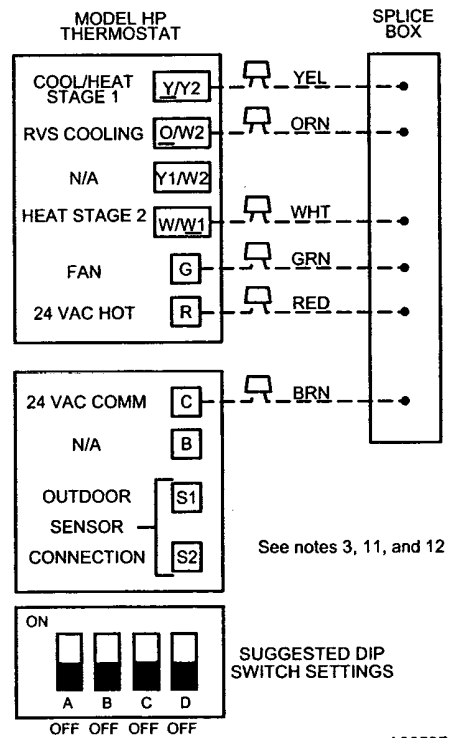 MODEL HP
THERMOSTAT
SPLICE
BOX
COOL/HEAT
STAGE 1
Y/Y2
YEL
RVS COOLING
O/W2
ORN
N/A
Y1/W2
HEAT STAGE 2
W/W1
WHT
FAN
G
GRN
24 VAC HOT
R
RED
24 VAC COMM
C
BRN
N/A
B
OUTDOOR
SENSOR
CONNECTION
S1
S2
See notes 3, 11, and 12
ON
A B C D
OFF OFF OFF OFF
SUGGESTED DIP
SWITCH SETTINGS